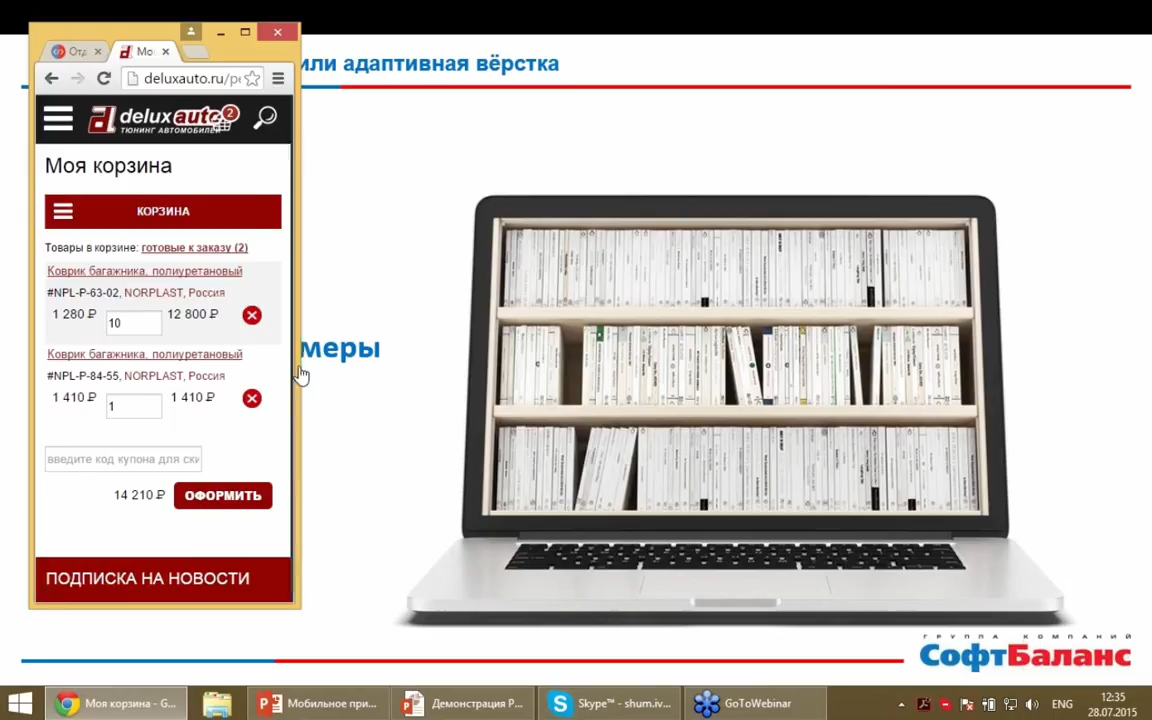 или адаптивная вёрстка
Мо
deluxauto.ru/p
deluxauto
2
ТЮНИНГ АВТОМОБИЛЕЙ
Моя корзина
КОРЗИНА
Товары в корзине: готовые к заказу (2)
Коврик багажника, полиуретановый
#NPL-P-63-02, NORPLAST, Россия
1 280 ₽
10
12 800 ₽
Коврик багажника, полиуретановый
#NPL-P-84-55, NORPLAST, Россия
1 410 ₽
1
1 410 ₽
введите код купона для ски
14 210 ₽
ОФОРМИТЬ
ПОДПИСКА НА НОВОСТИ
меры
ГРУППА КОМПАНИЙ
СофтБаланс
Моя корзина - G...
Мобильное при...
Демонстрация P...
Skype™ - shum.iv...
GoToWebinar
ENG
12:35
28.07.2015